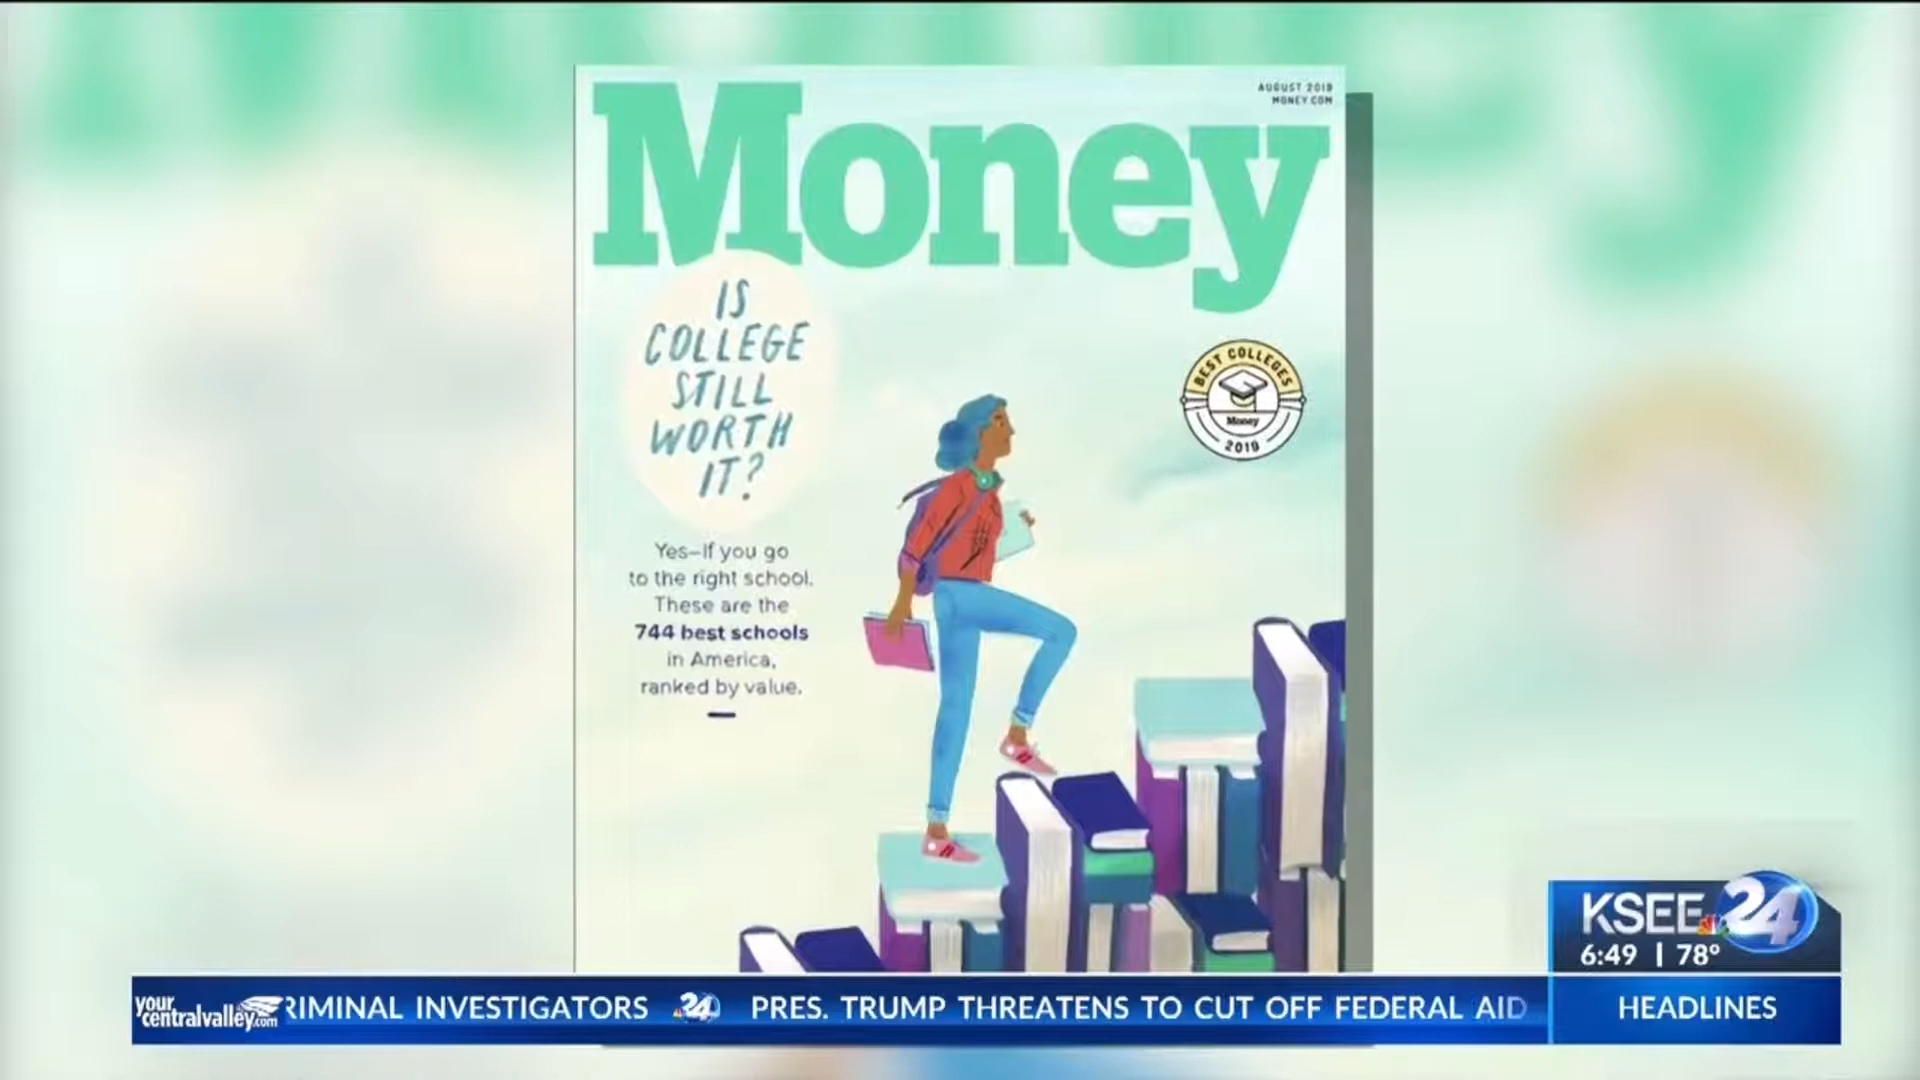 AUGUST 2019
MONEY.COM
Money
IS
COLLEGE
STILL
WORTH
IT?
BEST COLLEGES
Money
2019
Yes—If you go
to the right school.
These are the
744 best schools
in America,
ranked by value.
KSEE 24
6:49 | 78°
your
centralvalley.com
RIMINAL INVESTIGATORS 24 PRES. TRUMP THREATENS TO CUT OFF FEDERAL AID
HEADLINES